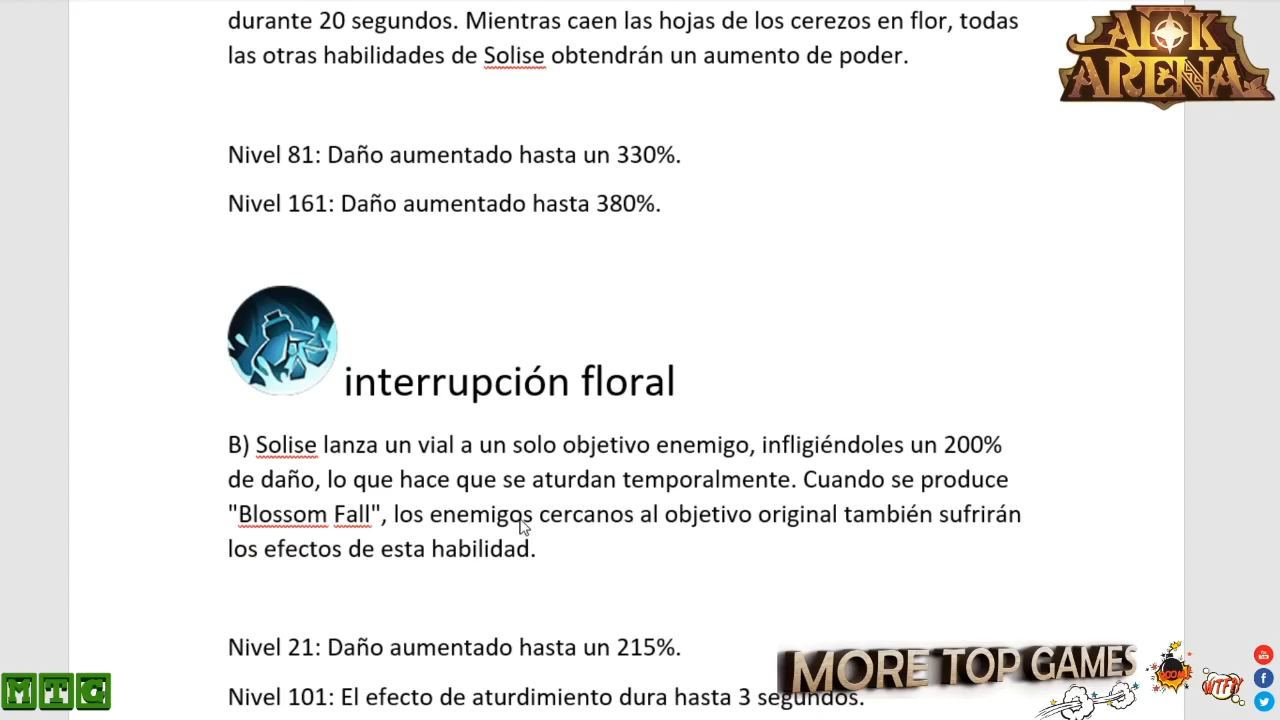 durante 20 segundos. Mientras caen las hojas de los cerezos en flor, todas
las otras habilidades de Solise obtendrán un aumento de poder.
AFK
ARENA
Nivel 81: Daño aumentado hasta un 330%.
Nivel 161: Daño aumentado hasta 380%.
interrupción floral
B) Solise lanza un vial a un solo objetivo enemigo, infligiéndoles un 200%
de daño, lo que hace que se aturdan temporalmente. Cuando se produce
"Blossom Fall", los enemigos cercanos al objetivo original también sufrirán
los efectos de esta habilidad.
Nivel 21: Daño aumentado hasta un 215%.
Nivel 101: El efecto de aturdimiento dura hasta 3 segundos.
MORE TOP GAMES
BOOM!
WTF?!
MTG